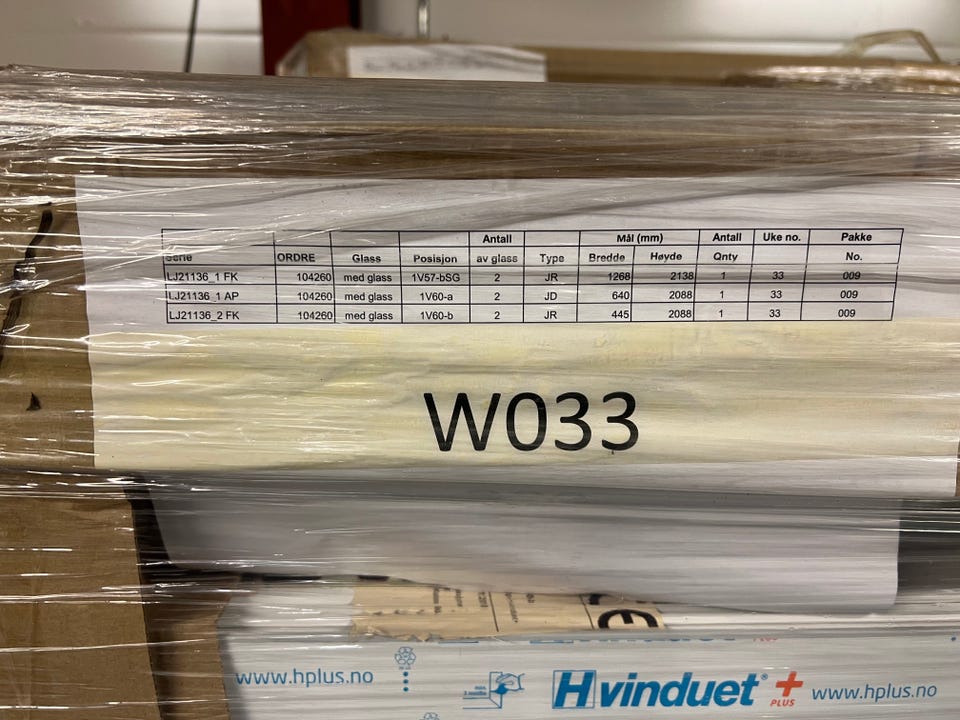 Antall Mål (mm) Antall Uke no. Pakke
Serie ORDRE Glass Posisjon av glass Type Bredde Høyde Qnty No.
LJ21136_1 FK 104260 med glass 1V57-bSG 2 JR 1268 2138 1 33 009
LJ21136_1 AP 104260 med glass 1V60-a 2 JD 640 2088 1 33 009
LJ21136_2 FK 104260 med glass 1V60-b 2 JR 445 2088 1 33 009
W033
CE
www.hplus.no Hvinduet® + PLUS www.hplus.no